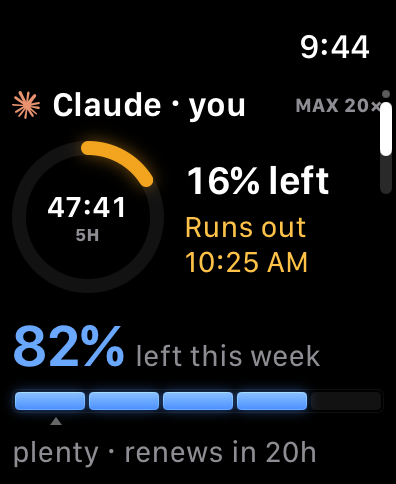 9:44
Claude · you MAX 20×
47:41
5H
16% left
Runs out
10:25 AM
82% left this week
plenty · renews in 20h